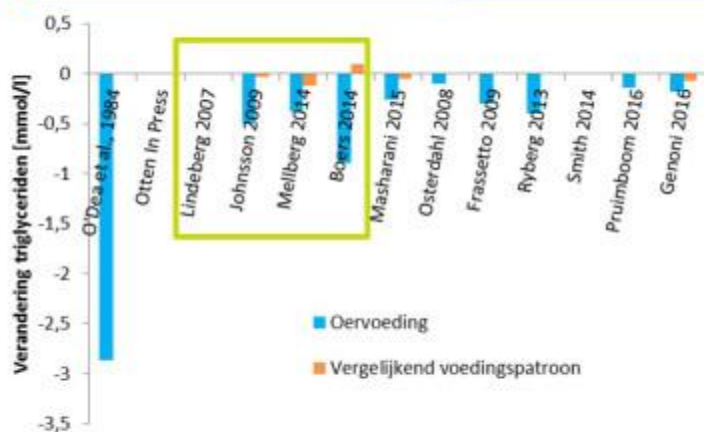 Verandering triglyceriden [mmol/l]
0,5
0
-0,5
-1
-1,5
-2
-2,5
-3
-3,5
O'Dea et al., 1984
Otten In Press
Lindeberg 2007
Johnsson 2009
Mellberg 2014
Boers 2014
Masharani 2015
Osterdahl 2008
Frassetto 2009
Ryberg 2013
Smith 2014
Pruimboom 2016
Genoni 2016
Oervoeding
Vergelijkend voedingspatroon